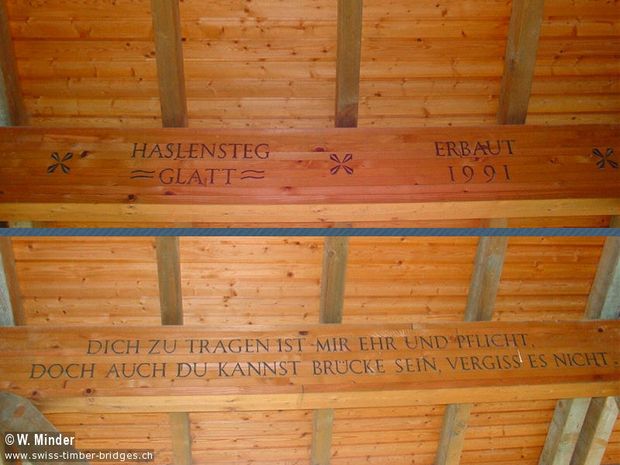 HASLENSTEG
GLATT
ERBAUT
1991
DICH ZU TRAGEN IST MIR EHR UND PFLICHT,
DOCH AUCH DU KANNST BRÜCKE SEIN, VERGISS ES NICHT.
© W. Minder
www.swiss-timber-bridges.ch